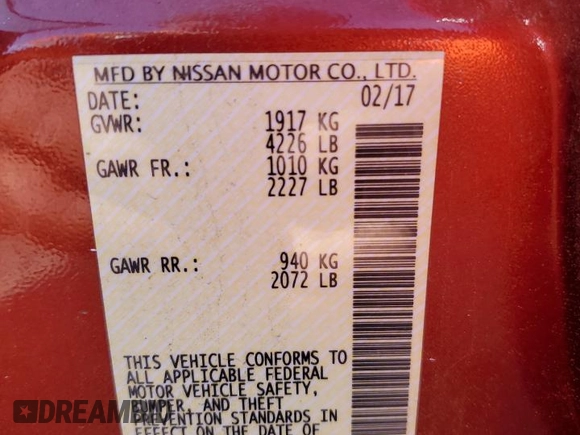 MFD BY NISSAN MOTOR CO., LTD.
DATE: 02/17
GVWR: 1917 KG
4226 LB
GAWR FR.: 1010 KG
2227 LB
GAWR RR.: 940 KG
2072 LB
THIS VEHICLE CONFORMS TO
ALL APPLICABLE FEDERAL
MOTOR VEHICLE SAFETY,
BUMPER, AND THEFT
PREVENTION STANDARDS IN
EFFECT ON THE DATE OF
DREAMBID